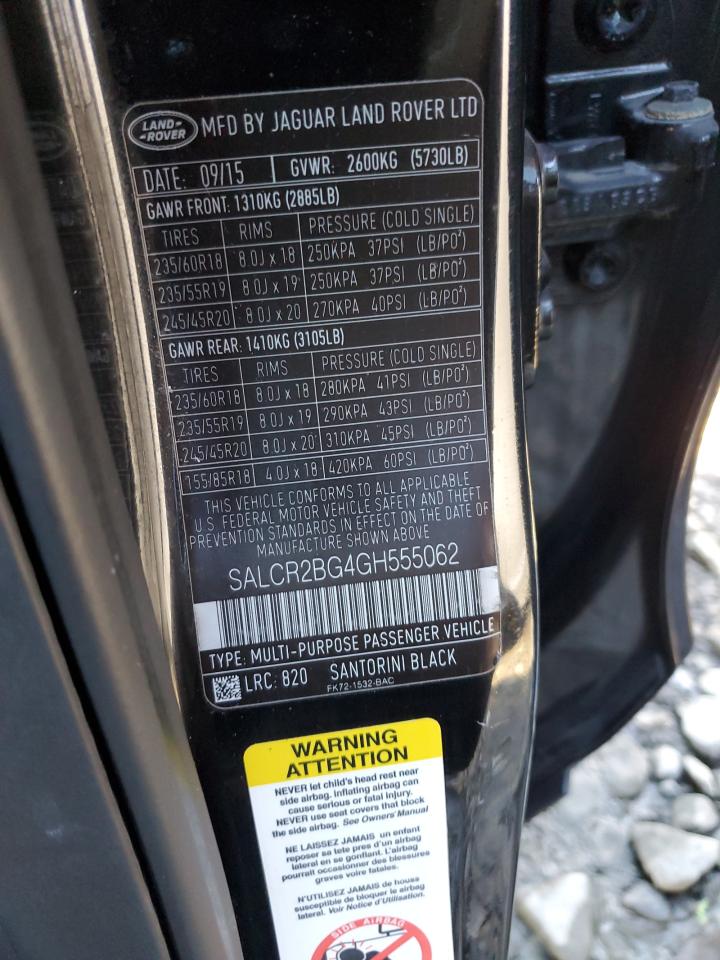 LAND-
-ROVER
MFD BY JAGUAR LAND ROVER LTD
DATE: 09/15 GVWR: 2600KG (5730LB)
GAWR FRONT: 1310KG (2885LB)
TIRES RIMS PRESSURE (COLD SINGLE)
235/60R18 8.0J x 18 250KPA 37PSI (LB/PO²)
235/55R19 8.0J x 19 250KPA 37PSI (LB/PO²)
245/45R20 8.0J x 20 270KPA 40PSI (LB/PO²)
GAWR REAR: 1410KG (3105LB)
TIRES RIMS PRESSURE (COLD SINGLE)
235/60R18 8.0J x 18 280KPA 41PSI (LB/PO²)
235/55R19 8.0J x 19 290KPA 43PSI (LB/PO²)
245/45R20 8.0J x 20 310KPA 45PSI (LB/PO²)
155/85R18 4.0J x 18 420KPA 60PSI (LB/PO²)
THIS VEHICLE CONFORMS TO ALL APPLICABLE
U.S. FEDERAL MOTOR VEHICLE SAFETY AND THEFT
PREVENTION STANDARDS IN EFFECT ON THE DATE OF
MANUFACTURE SHOWN ABOVE
SALCR2BG4GH555062
TYPE: MULTI-PURPOSE PASSENGER VEHICLE
LRC: 820 SANTORINI BLACK
FK72-1532-BAC
WARNING
ATTENTION
NEVER let child's head rest near
side airbag. Inflating airbag can
cause serious or fatal injury.
NEVER use seat covers that block
the side airbag. See Owners' Manual
NE LAISSEZ JAMAIS un enfant
reposer sa tete pres d'un airbag
lateral en se gonflant. L'airbag
pourrait occasionner des blessures
graves voire fatales.
N'UTILISEZ JAMAIS de houss
susceptible de bloquer le airbag
lateral. Voir Notice d'Utilisation.
SIDE AIRBAG